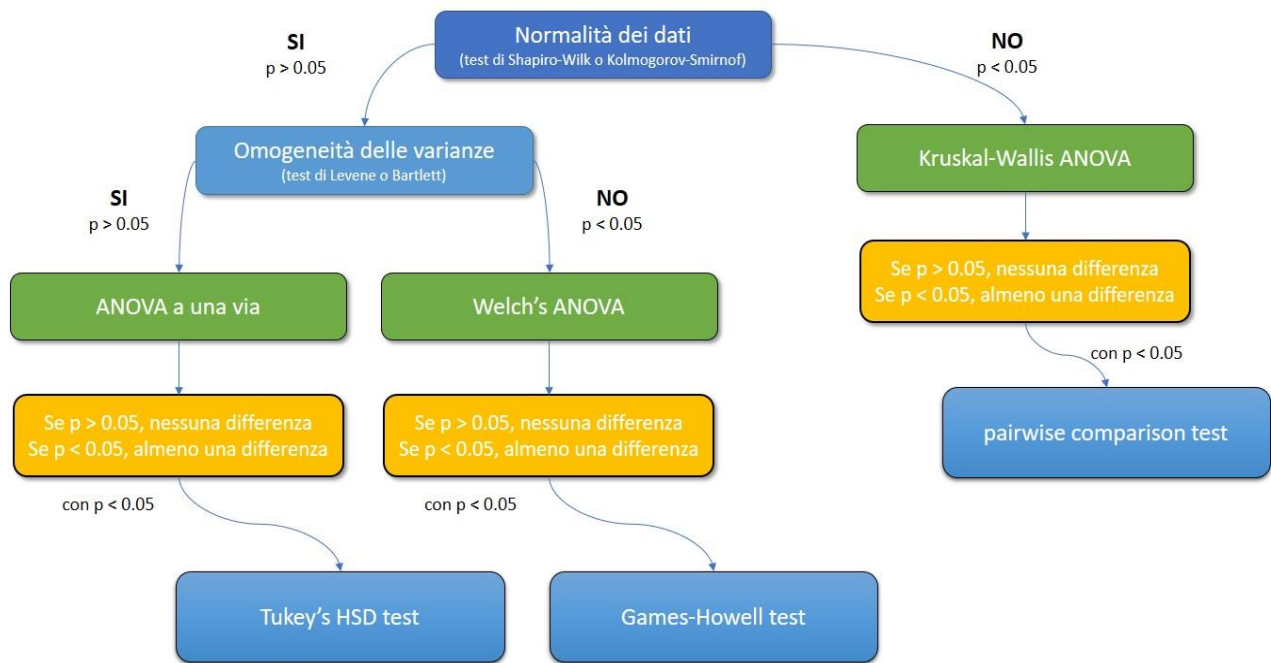 Normalità dei dati
(test di Shapiro-Wilk o Kolmogorov-Smirnof)
SI
p > 0.05
NO
p < 0.05
Omogeneità delle varianze
(test di Levene o Bartlett)
Kruskal-Wallis ANOVA
SI
p > 0.05
NO
p < 0.05
Se p > 0.05, nessuna differenza
Se p < 0.05, almeno una differenza
ANOVA a una via
Welch's ANOVA
con p < 0.05
Se p > 0.05, nessuna differenza
Se p < 0.05, almeno una differenza
Se p > 0.05, nessuna differenza
Se p < 0.05, almeno una differenza
pairwise comparison test
con p < 0.05
con p < 0.05
Tukey's HSD test
Games-Howell test